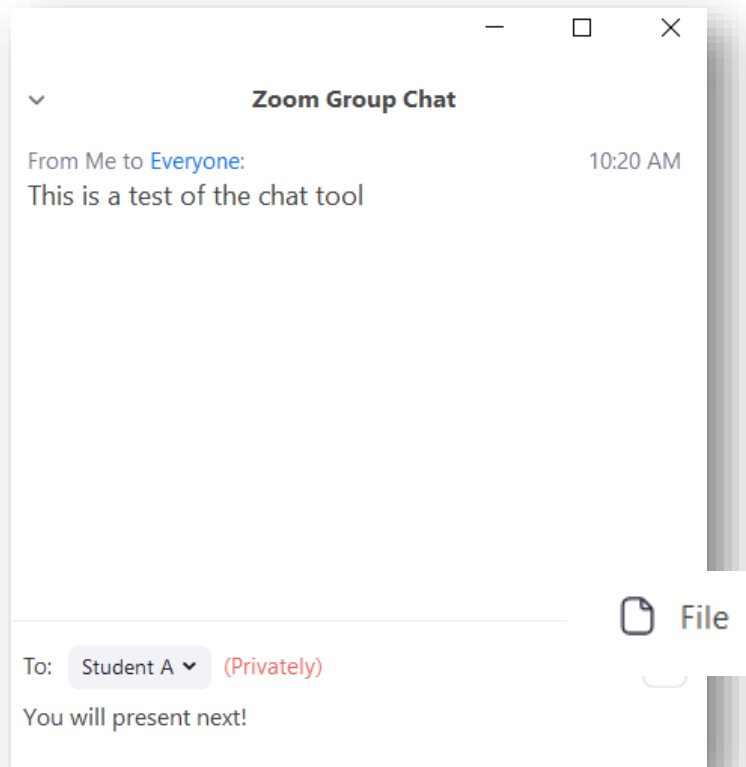 Zoom Group Chat
From Me to Everyone: 10:20 AM
This is a test of the chat tool
File
To: Student A (Privately)
You will present next!